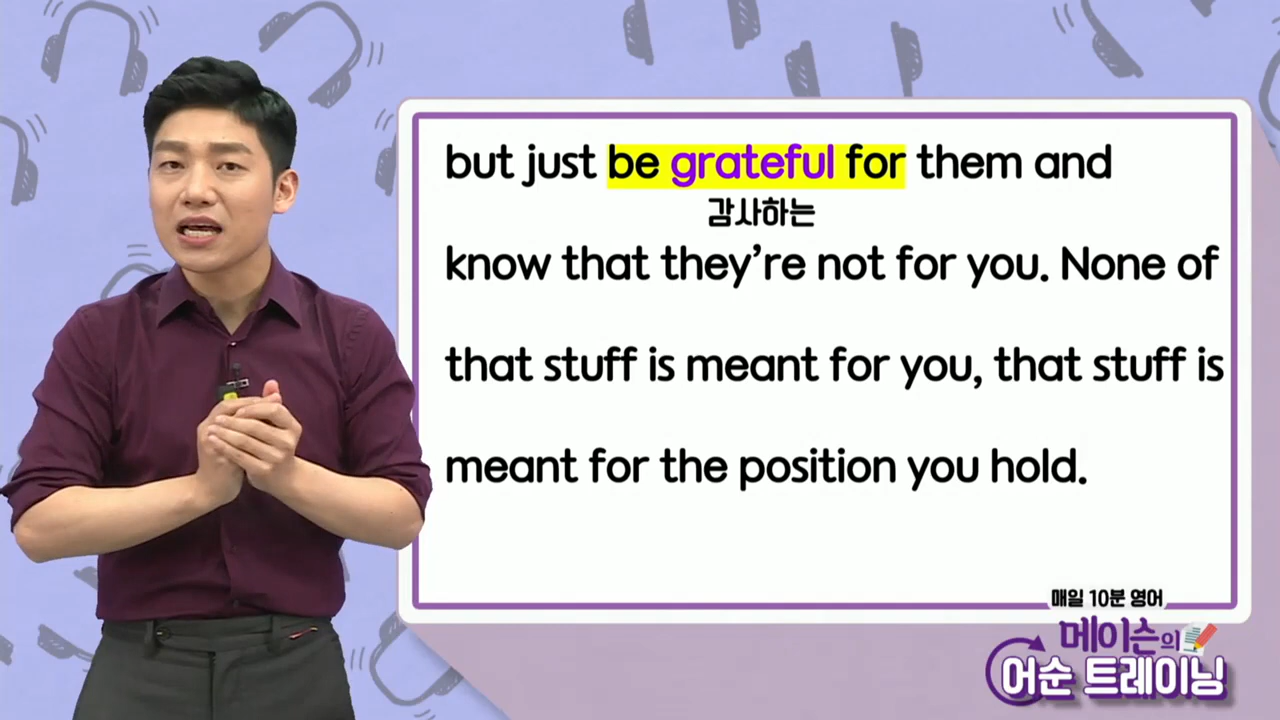 but just be grateful for them and
감사하는
know that they’re not for you. None of
that stuff is meant for you, that stuff is
meant for the position you hold.
매일 10분 영어
메이슨의
어순 트레이닝